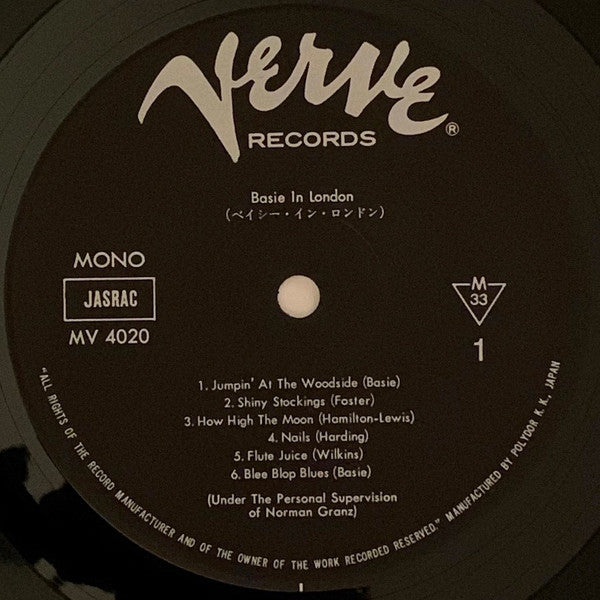 Verve
RECORDS ®
Basie In London
(ベイシー・イン・ロンドン)
MONO
JASRAC
MV 4020
M
33
1
1. Jumpin' At The Woodside (Basie)
2. Shiny Stockings (Foster)
3. How High The Moon (Hamilton-Lewis)
4. Nails (Harding)
5. Flute Juice (Wilkins)
6. Blee Blop Blues (Basie)
(Under The Personal Supervision
of Norman Granz)
"ALL RIGHTS OF THE RECORD MANUFACTURER AND OF THE OWNER OF THE WORK RECORDED RESERVED." MANUFACTURED BY POLYDOR K. K., JAPAN